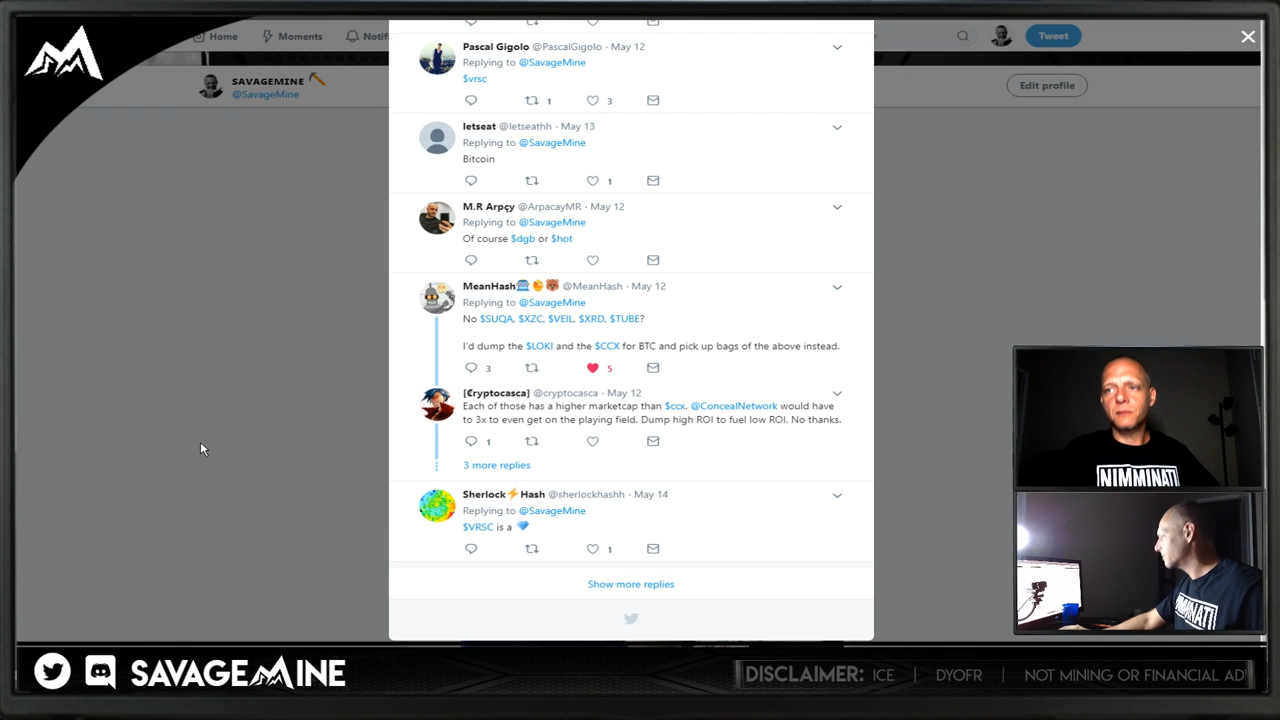 Home
Moments
Notifi
Tweet
SAVAGEMINE
@SavageMine
Edit profile
Pascal Gigolo @PascalGigolo · May 12
Replying to @SavageMine
$vrsc
1
3
letseat @letseathh · May 13
Replying to @SavageMine
Bitcoin
1
M.R Arpçy @ArpacayMR · May 12
Replying to @SavageMine
Of course $dgb or $hot
MeanHash @MeanHash · May 12
Replying to @SavageMine
No $SUQA, $XZC, $VEIL, $XRD, $TUBE?
I'd dump the $LOKI and the $CCX for BTC and pick up bags of the above instead.
3
5
[₡ryptocasca] @cryptocasca · May 12
Each of those has a higher marketcap than $ccx. @ConcealNetwork would have
to 3x to even get on the playing field. Dump high ROI to fuel low ROI. No thanks.
1
3 more replies
Sherlock⚡Hash @sherlockhashh · May 14
Replying to @SavageMine
$VRSC is a 💎
1
Show more replies
NIMMINATI
IMMINATI
SAVAGEMINE
DISCLAIMER: ICE | DYOFR | NOT MINING OR FINANCIAL AD